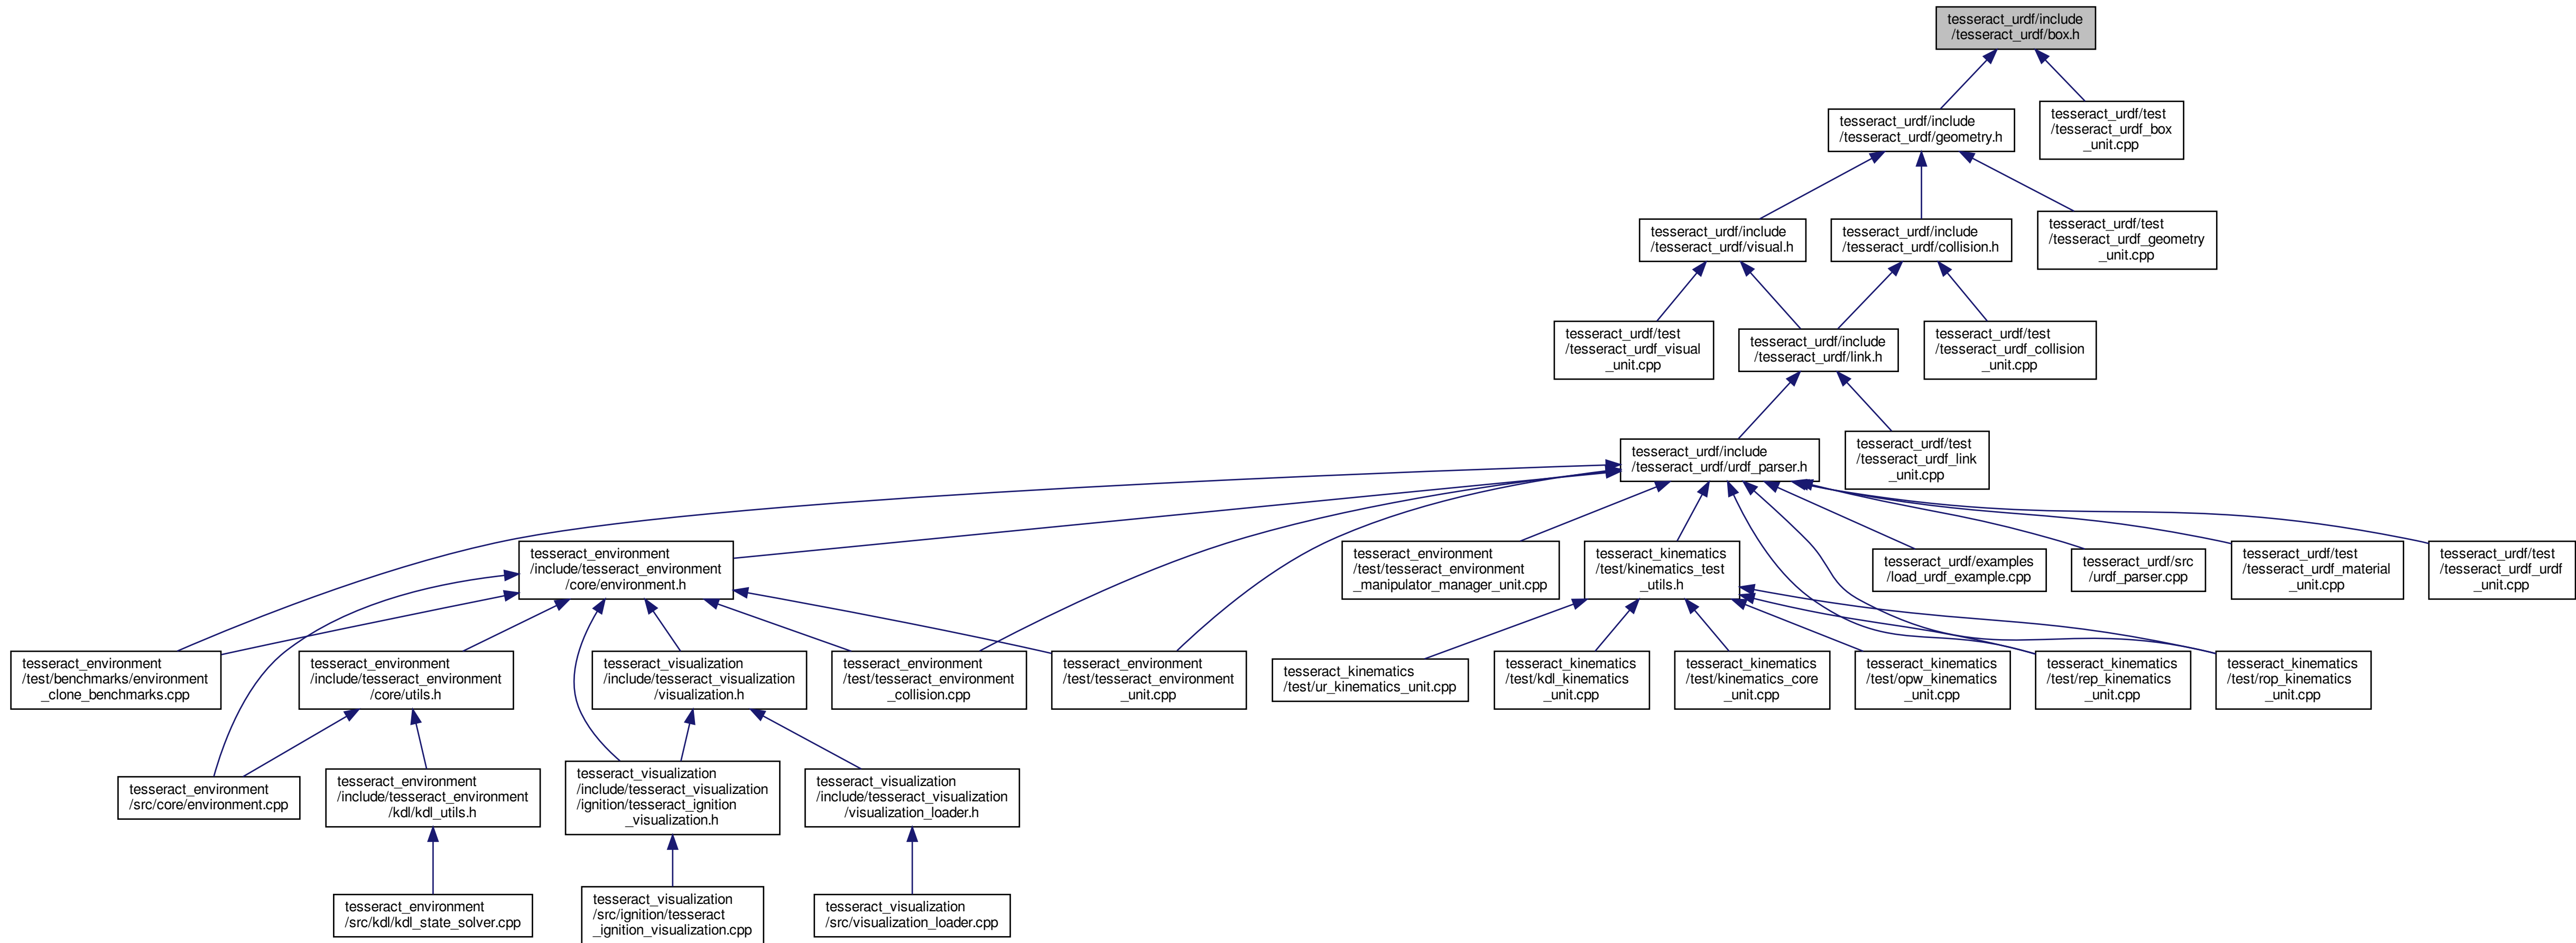 tesseract_urdf/include
/tesseract_urdf/box.h
tesseract_urdf/include
/tesseract_urdf/geometry.h
tesseract_urdf/test
/tesseract_urdf_box
_unit.cpp
tesseract_urdf/include
/tesseract_urdf/visual.h
tesseract_urdf/include
/tesseract_urdf/collision.h
tesseract_urdf/test
/tesseract_urdf_geometry
_unit.cpp
tesseract_urdf/test
/tesseract_urdf_visual
_unit.cpp
tesseract_urdf/include
/tesseract_urdf/link.h
tesseract_urdf/test
/tesseract_urdf_collision
_unit.cpp
tesseract_urdf/include
/tesseract_urdf/urdf_parser.h
tesseract_urdf/test
/tesseract_urdf_link
_unit.cpp
tesseract_environment
/include/tesseract_environment
/core/environment.h
tesseract_environment
/test/tesseract_environment
_manipulator_manager_unit.cpp
tesseract_kinematics
/test/kinematics_test
_utils.h
tesseract_urdf/examples
/load_urdf_example.cpp
tesseract_urdf/src
/urdf_parser.cpp
tesseract_urdf/test
/tesseract_urdf_material
_unit.cpp
tesseract_urdf/test
/tesseract_urdf_urdf
_unit.cpp
tesseract_environment
/test/benchmarks/environment
_clone_benchmarks.cpp
tesseract_environment
/include/tesseract_environment
/core/utils.h
tesseract_visualization
/include/tesseract_visualization
/visualization.h
tesseract_environment
/test/tesseract_environment
_collision.cpp
tesseract_environment
/test/tesseract_environment
_unit.cpp
tesseract_kinematics
/test/ur_kinematics_unit.cpp
tesseract_kinematics
/test/kdl_kinematics
_unit.cpp
tesseract_kinematics
/test/kinematics_core
_unit.cpp
tesseract_kinematics
/test/opw_kinematics
_unit.cpp
tesseract_kinematics
/test/rep_kinematics
_unit.cpp
tesseract_kinematics
/test/rop_kinematics
_unit.cpp
tesseract_environment
/src/core/environment.cpp
tesseract_environment
/include/tesseract_environment
/kdl/kdl_utils.h
tesseract_visualization
/include/tesseract_visualization
/ignition/tesseract_ignition
_visualization.h
tesseract_visualization
/include/tesseract_visualization
/visualization_loader.h
tesseract_environment
/src/kdl/kdl_state_solver.cpp
tesseract_visualization
/src/ignition/tesseract
_ignition_visualization.cpp
tesseract_visualization
/src/visualization_loader.cpp